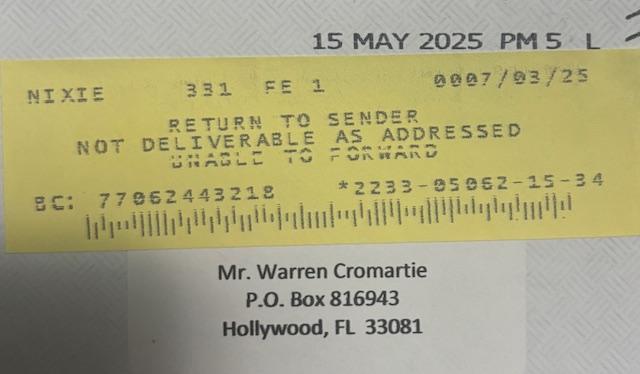 15 MAY 2025 PM 5 L
NIXIE 331 FE 1 0007/03/25
RETURN TO SENDER
NOT DELIVERABLE AS ADDRESSED
UNABLE TO FORWARD
BC: 77062443218 *2233-05062-15-34
Mr. Warren Cromartie
P.O. Box 816943
Hollywood, FL 33081